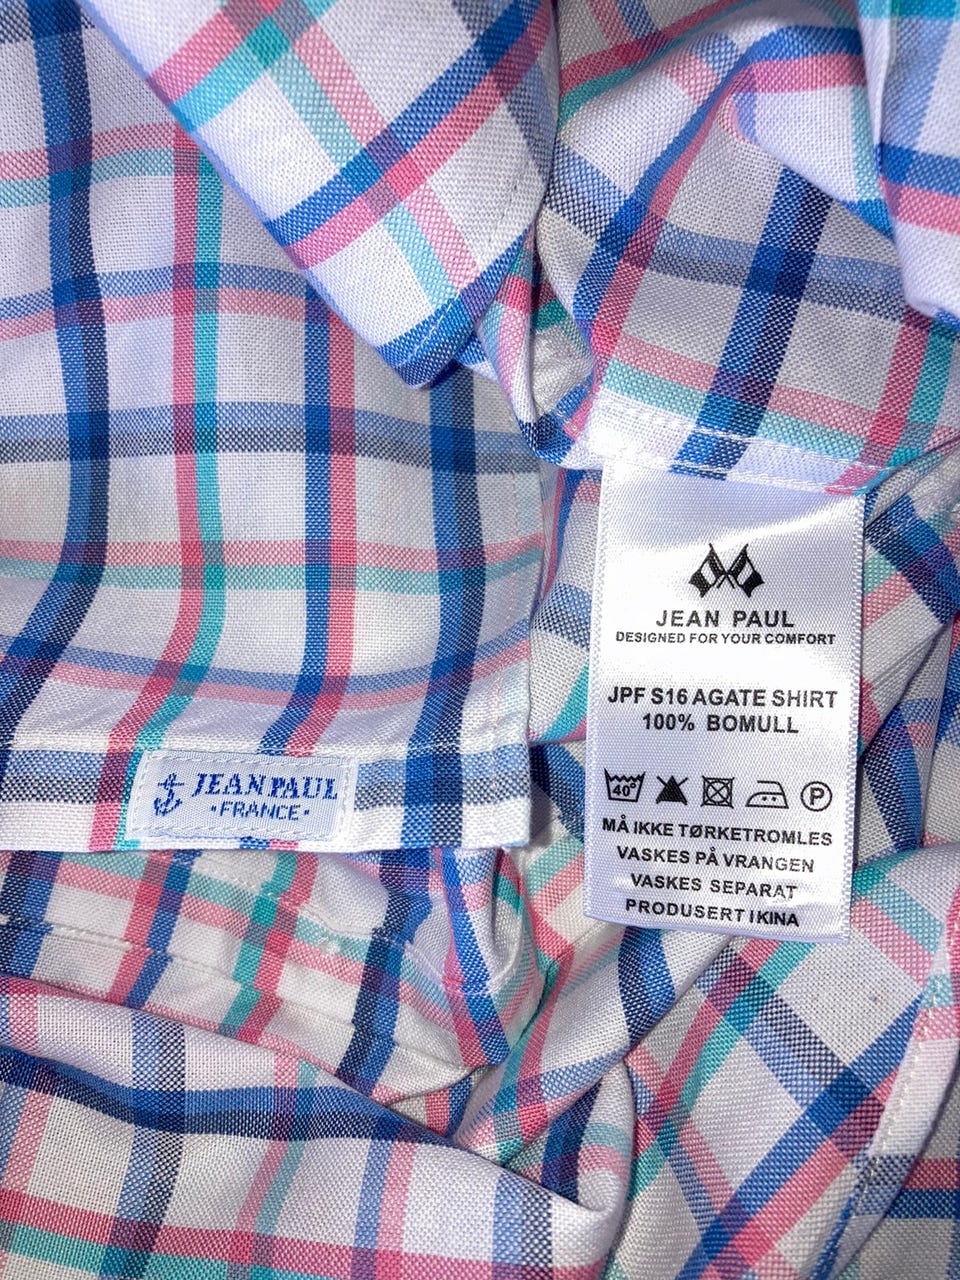 JEAN PAUL
DESIGNED FOR YOUR COMFORT
JPF S16 AGATE SHIRT
100% BOMULL
40°
P
MÅ IKKE TØRKETROMLES
VASKES PÅ VRANGEN
VASKES SEPARAT
PRODUSERT I KINA
JEAN PAUL
·FRANCE·